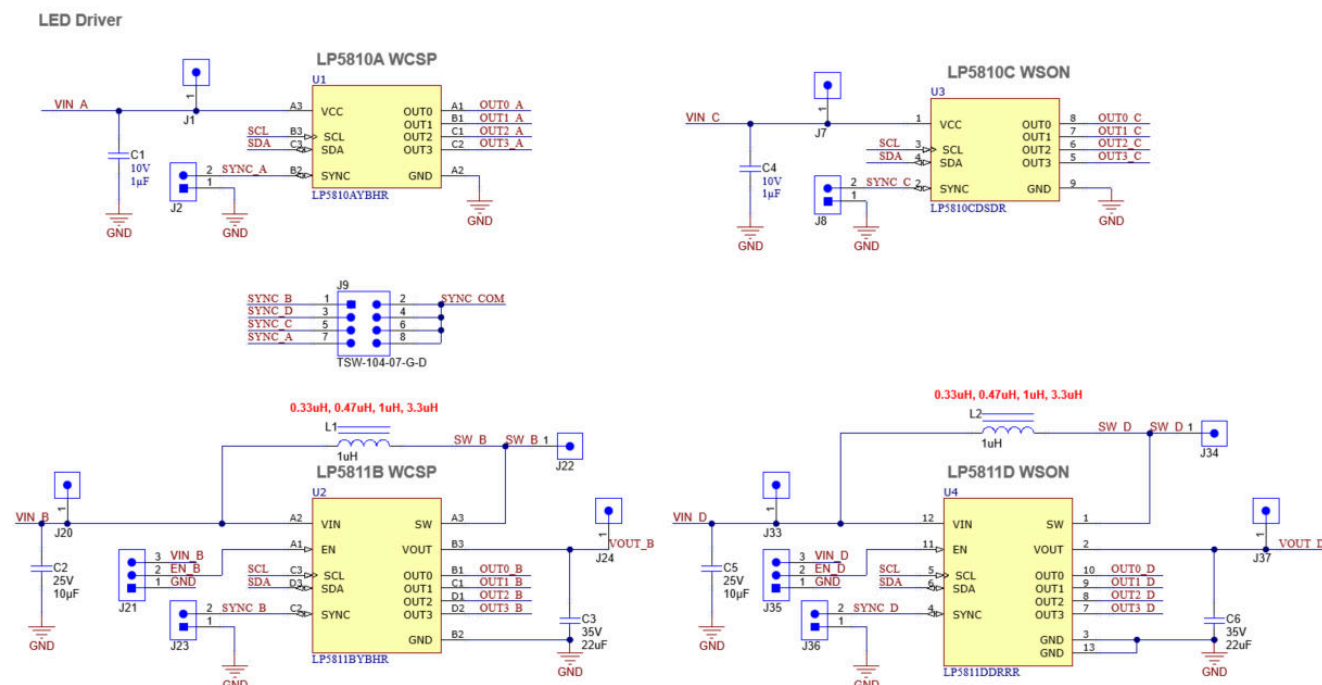 LED Driver
LP5810A WCSP
U1
VIN_A
J1
1
A3
VCC
OUT0
A1
OUT0_A
OUT1
B1
OUT1_A
SCL
B3
SCL
OUT2
C1
OUT2_A
SDA
C3
SDA
OUT3
C2
OUT3_A
C1
10V
1µF
2
SYNC_A
B2
SYNC
GND
A2
1
J2
LP5810AYBHR
GND
GND
GND
LP5810C WSON
U3
VIN_C
J7
1
1
VCC
OUT0
8
OUT0_C
OUT1
7
OUT1_C
SCL
3
SCL
OUT2
6
OUT2_C
SDA
4
SDA
OUT3
5
OUT3_C
C4
10V
1µF
2
SYNC_C
2
SYNC
GND
9
1
J8
LP5810CDSDR
GND
GND
GND
J9
SYNC_B
1
2
SYNC_COM
SYNC_D
3
4
SYNC_C
5
6
SYNC_A
7
8
TSW-104-07-G-D
0.33uH, 0.47uH, 1uH, 3.3uH
L1
1uH
SW_B
SW_B
1
J22
LP5811B WCSP
U2
VIN_B
1
J20
A2
VIN
SW
A3
A1
EN
VOUT
B3
1
J24
VOUT_B
C2
25V
10µF
3
VIN_B
2
EN_B
1
GND
J21
SCL
C3
SCL
OUT0
B1
OUT0_B
SDA
D3
SDA
OUT1
C1
OUT1_B
OUT2
D1
OUT2_B
2
SYNC_B
C2
SYNC
OUT3
D2
OUT3_B
1
J23
GND
B2
C3
35V
22uF
LP5811BYBHR
GND
GND
GND
0.33uH, 0.47uH, 1uH, 3.3uH
L2
1uH
SW_D
SW_D
1
J34
LP5811D WSON
U4
VIN_D
1
J33
12
VIN
SW
1
11
EN
VOUT
2
1
J37
VOUT_D
C5
25V
10µF
3
VIN_D
2
EN_D
1
GND
J35
SCL
5
SCL
OUT0
10
OUT0_D
SDA
6
SDA
OUT1
9
OUT1_D
OUT2
8
OUT2_D
2
SYNC_D
4
SYNC
OUT3
7
OUT3_D
1
J36
GND
3
GND
13
C6
35V
22uF
LP5811DDRRR
GND
GND
GND